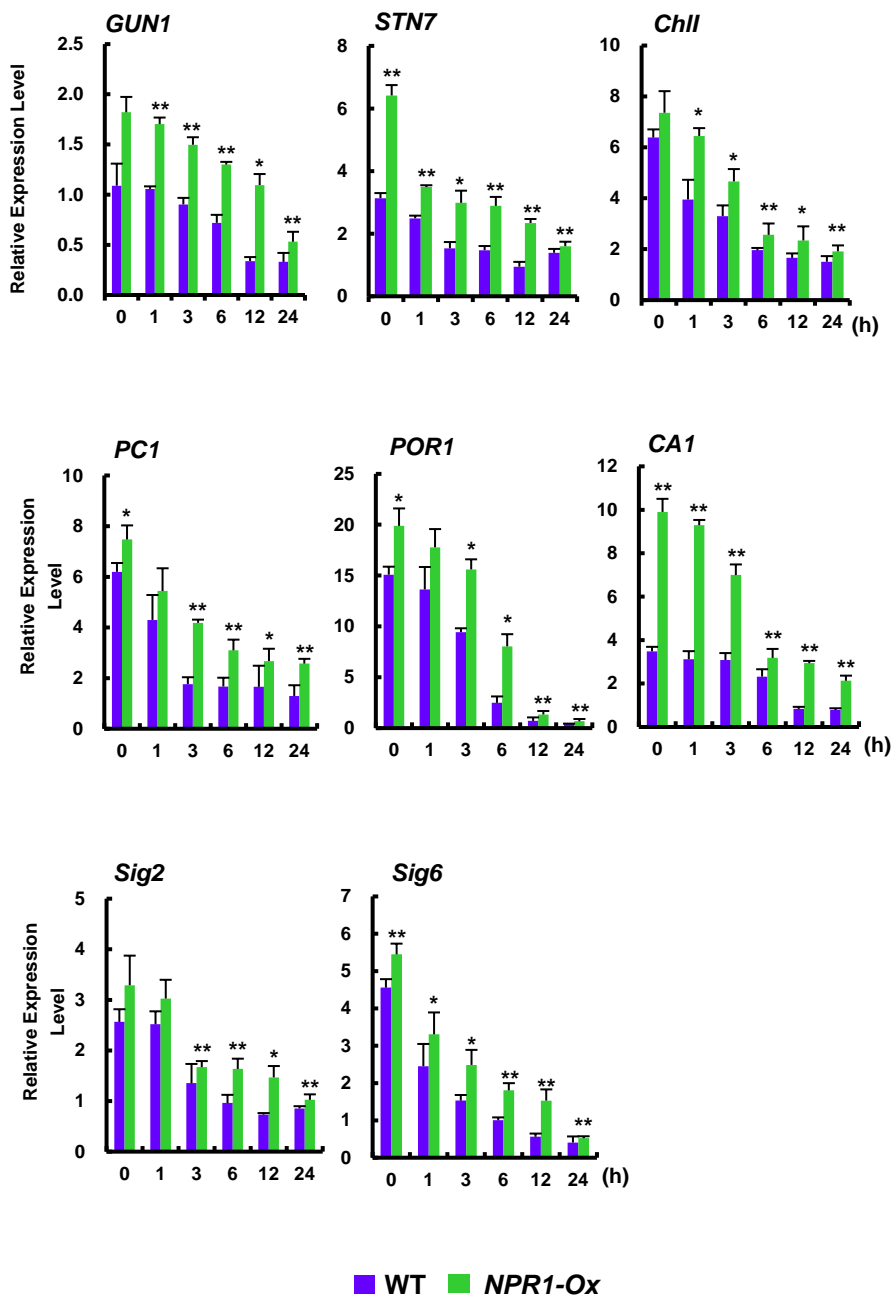 GUN1 STN7 ChlI
Relative Expression Level
2.5
2.0
1.5
1.0
0.5
0.0
** ** ** * **
0 1 3 6 12 24
8
6
4
2
0
** ** * ** ** **
0 1 3 6 12 24
10
8
6
4
2
0
* * ** * **
0 1 3 6 12 24 (h)
PC1 POR1 CA1
Relative Expression
Level
10
8
6
4
2
0
* ** ** * **
0 1 3 6 12 24
25
20
15
10
5
0
* * * ** **
0 1 3 6 12 24
12
10
8
6
4
2
0
** ** ** ** ** **
0 1 3 6 12 24 (h)
Sig2 Sig6
Relative Expression
Level
5
4
3
2
1
0
** ** * **
0 1 3 6 12 24
7
6
5
4
3
2
1
0
** * * ** ** **
0 1 3 6 12 24 (h)
WT NPR1-Ox